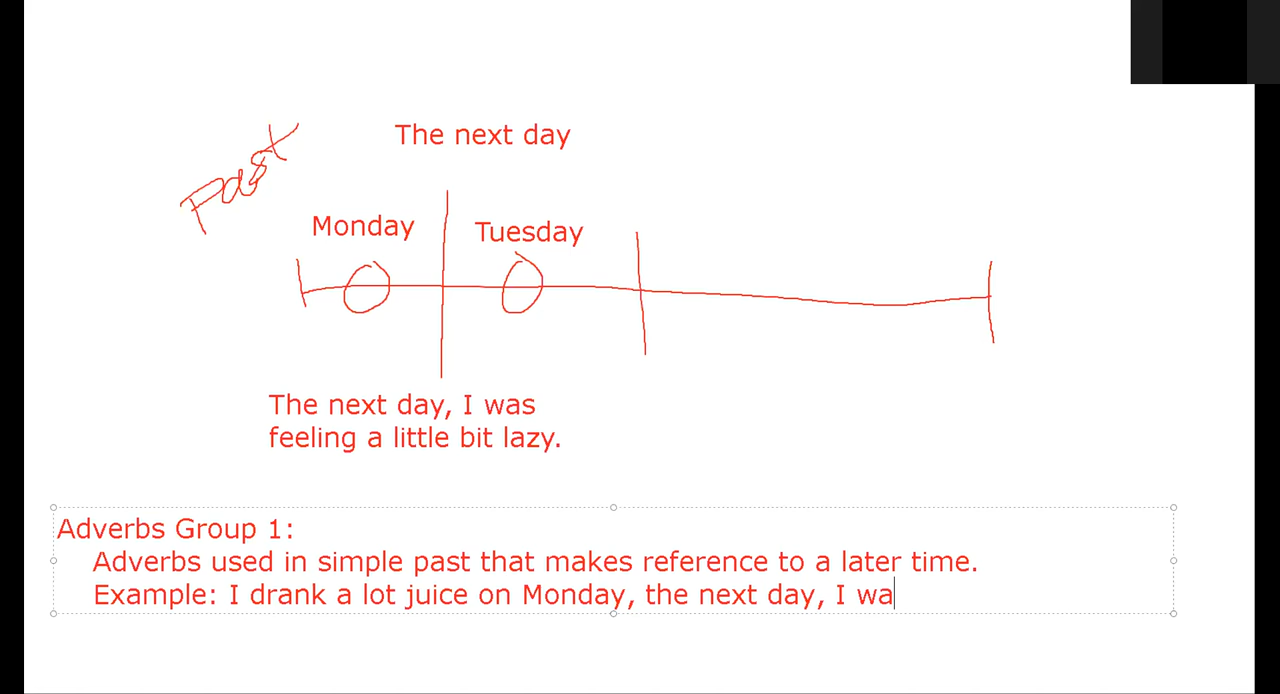 Past
The next day
Monday
Tuesday
The next day, I was
feeling a little bit lazy.
Adverbs Group 1:
Adverbs used in simple past that makes reference to a later time.
Example: I drank a lot juice on Monday, the next day, I wa